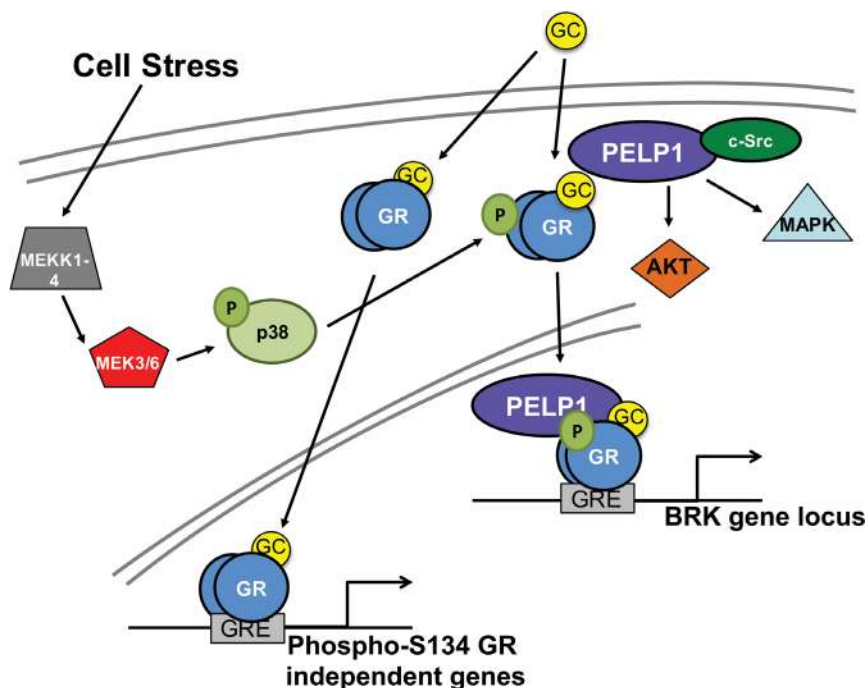 GC
Cell Stress
PELP1
c-Src
GC
GR
GC
P
GR
MAPK
AKT
MEKK1-
4
P
p38
MEK3/6
PELP1
GC
P
GR
GRE
BRK gene locus
GC
GR
GRE
Phospho-S134 GR
independent genes